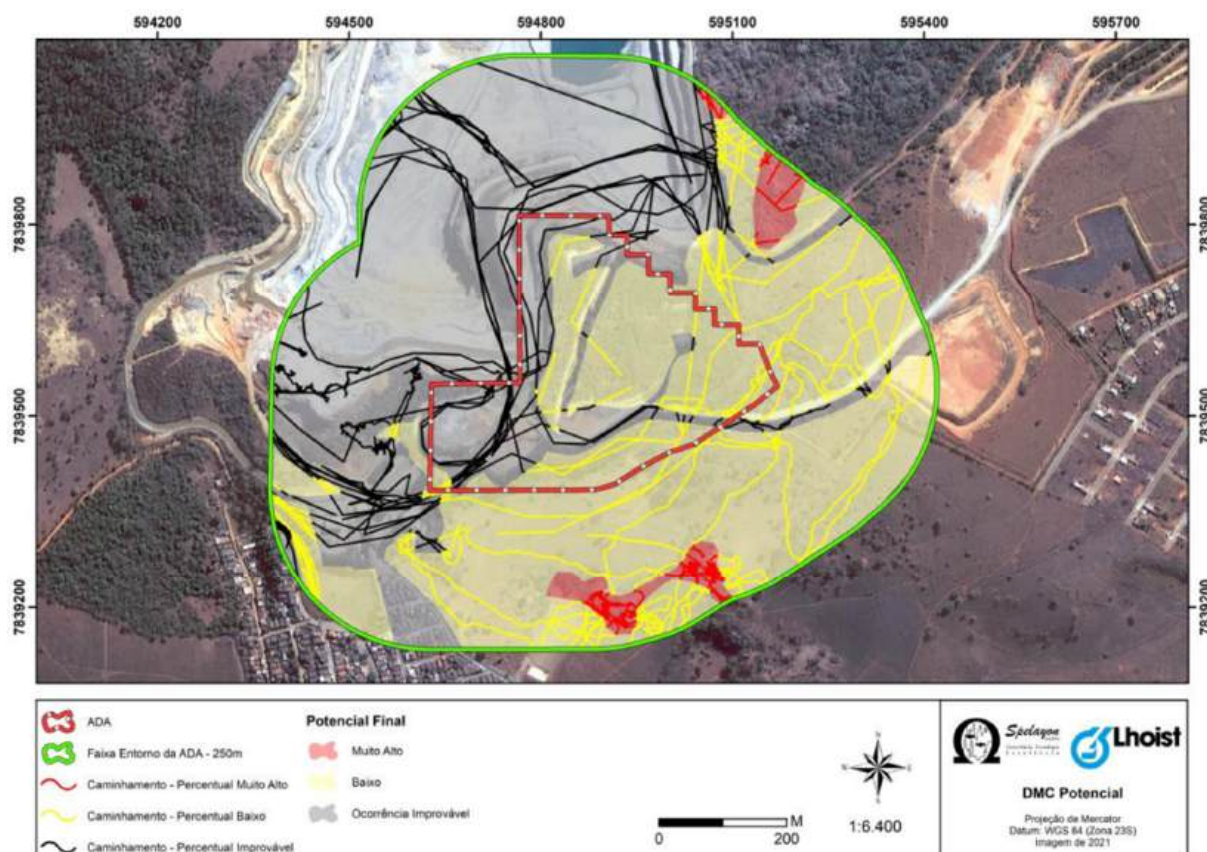 594200 594500 594800 595100 595400 595700
7839800 7839800
7839500 7839500
7839200 7839200
ADA
Faixa Entorno da ADA - 250m
Caminhamento - Percentual Muito Alto
Caminhamento - Percentual Baixo
Caminhamento - Percentual Improvável
Potencial Final
Muito Alto
Baixo
Ocorrência Improvável
M
0 200
1:6.400
Spelayon
Lhoist
DMC Potencial
Projeção de Mercator
Datum: WGS 84 (Zona 23S)
Imagem de 2021